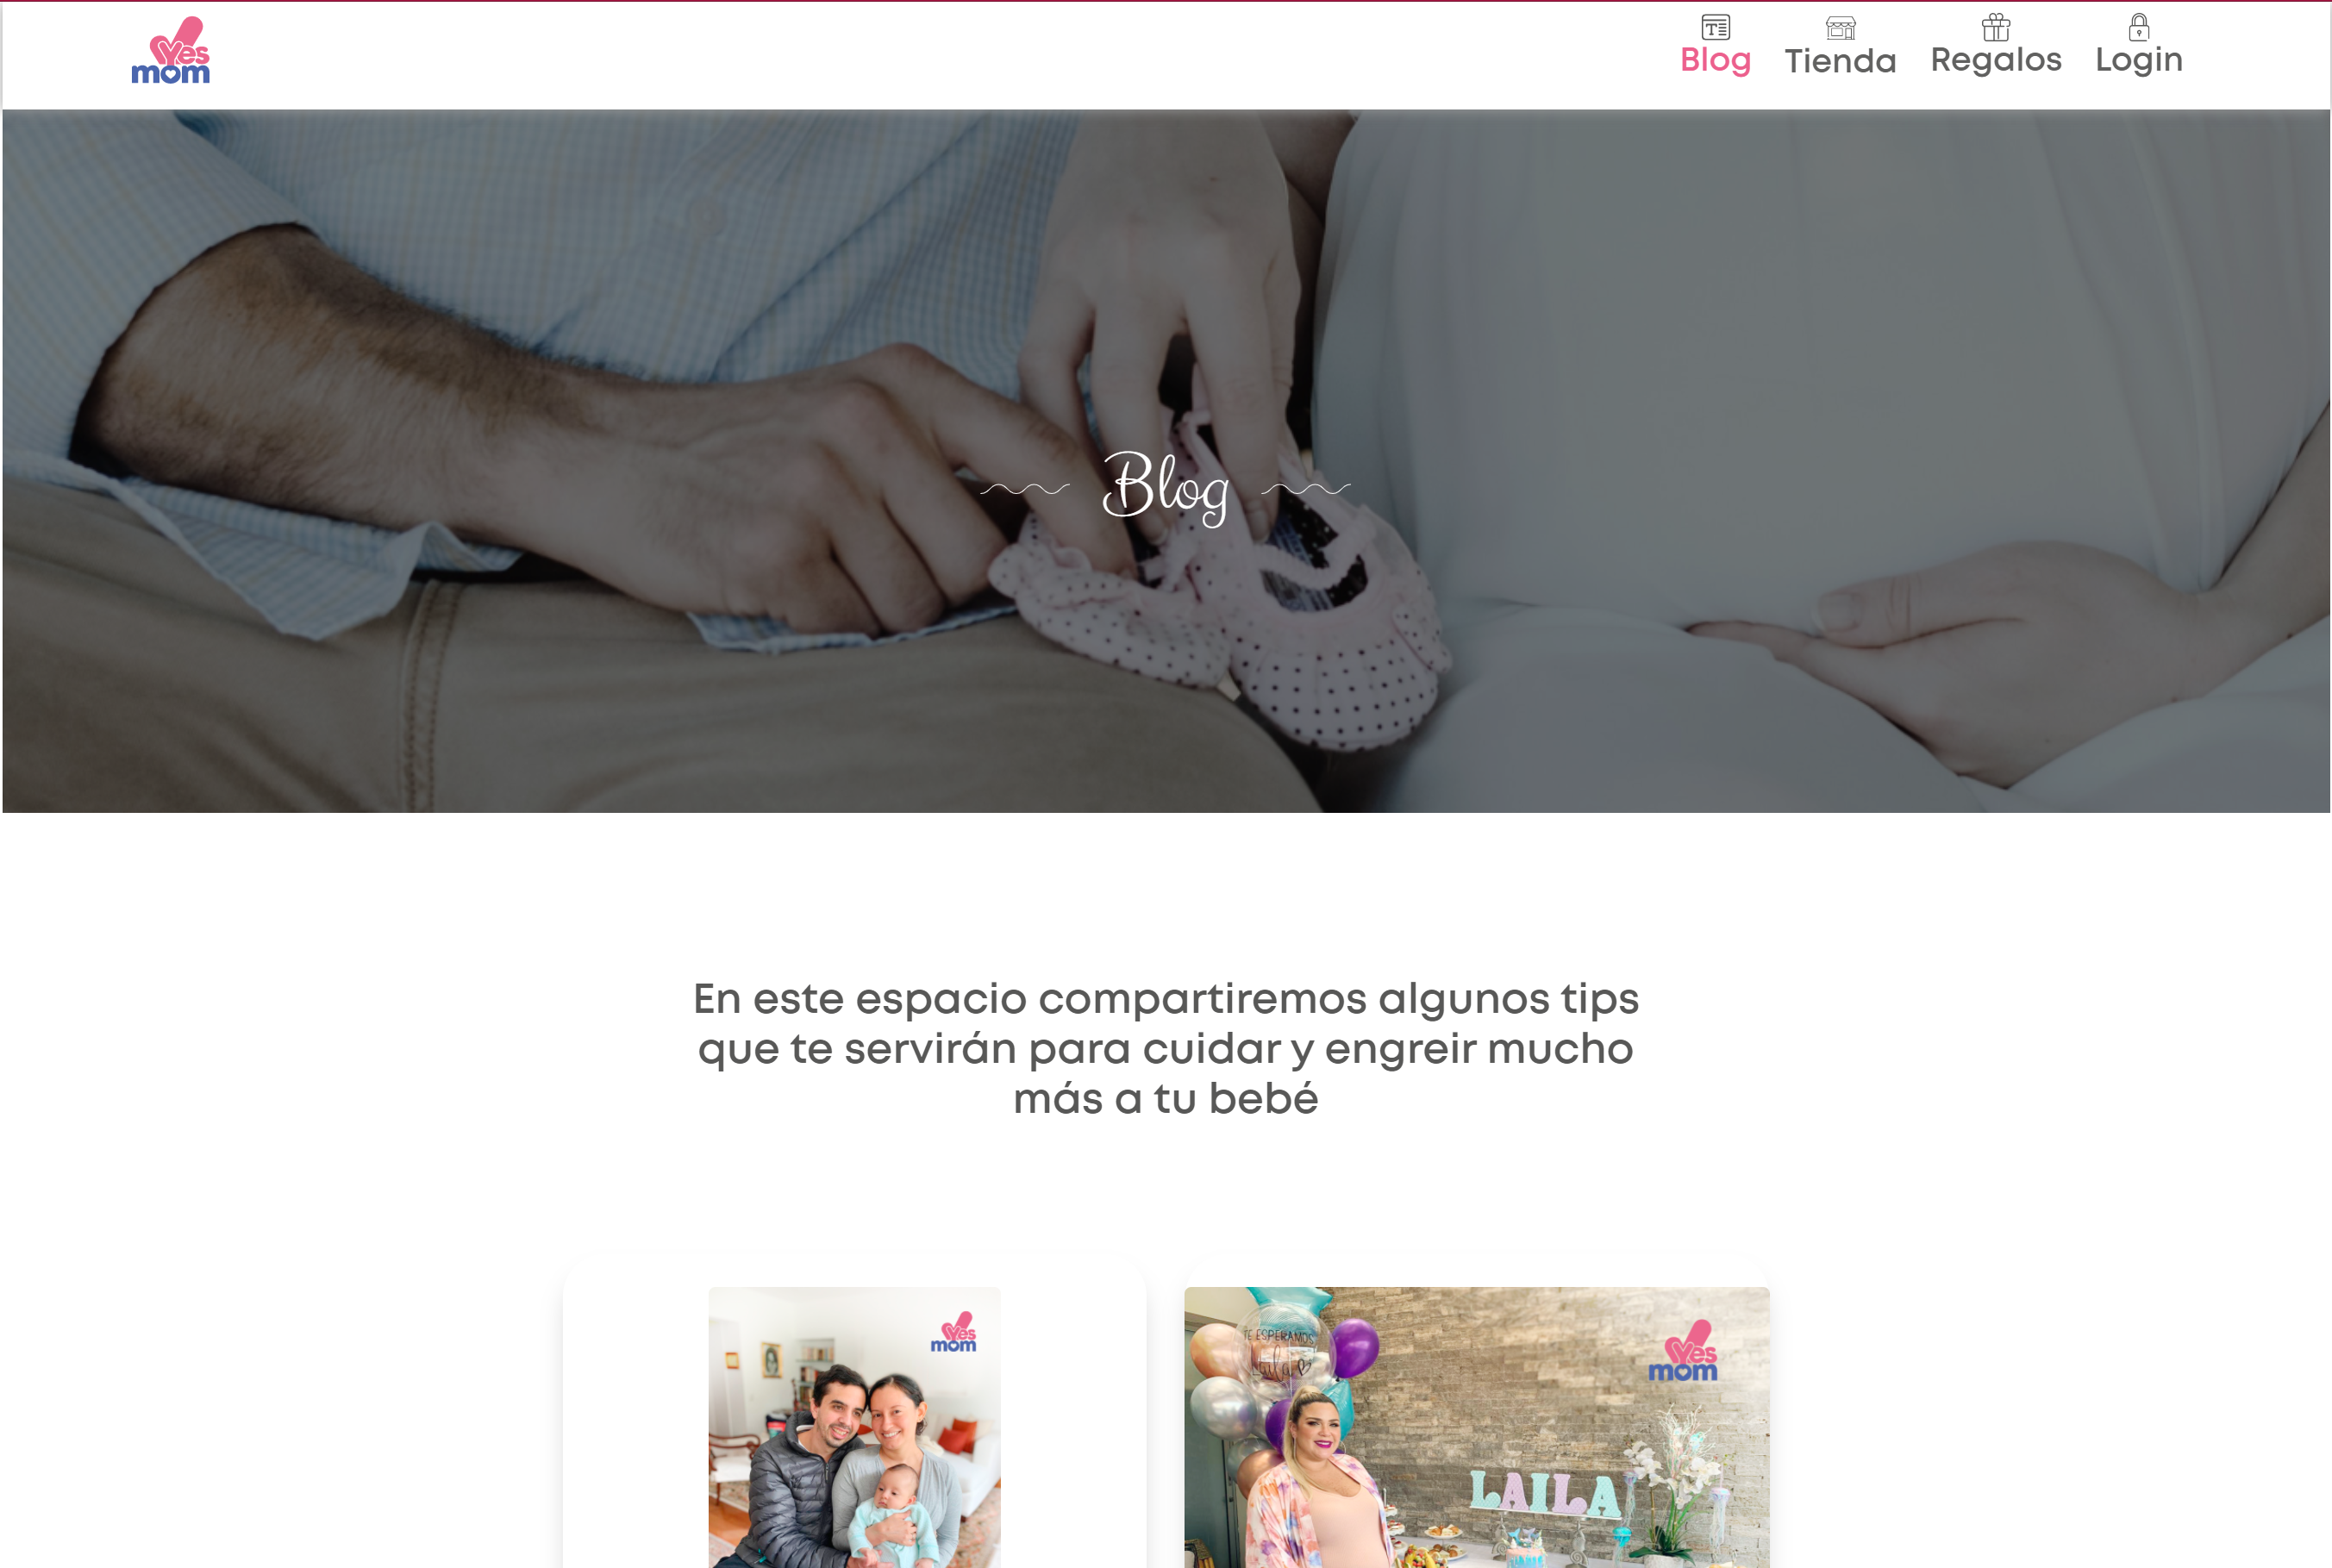 Yes
mom
Blog
Tienda
Regalos
Login
Blog
En este espacio compartiremos algunos tips
que te servirán para cuidar y engreir mucho
más a tu bebé
Yes
mom
TE ESPERAMOS
Laila
Yes
mom
LAILA